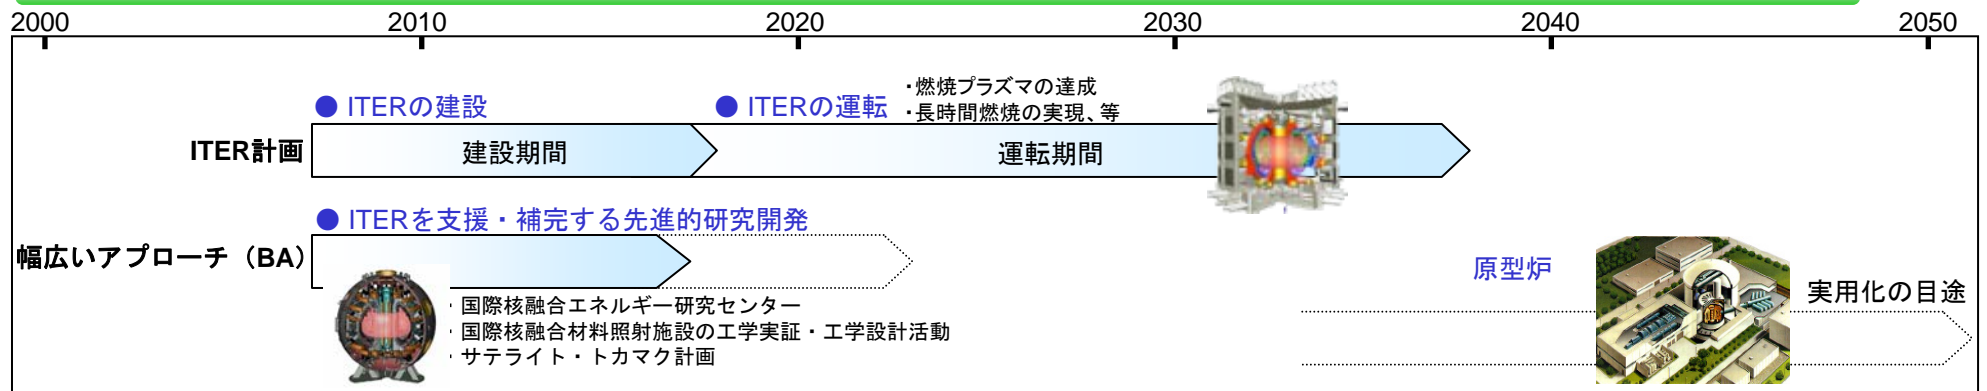 2000 2010 2020 2030 2040 2050
・燃焼プラズマの達成
● ITERの建設 ● ITERの運転 ・長時間燃焼の実現、等
ITER計画 建設期間 運転期間
● ITERを支援・補完する先進的研究開発
幅広いアプローチ（BA）
原型炉
実用化の目途
・国際核融合エネルギー研究センター
・国際核融合材料照射施設の工学実証・工学設計活動
・サテライト・トカマク計画